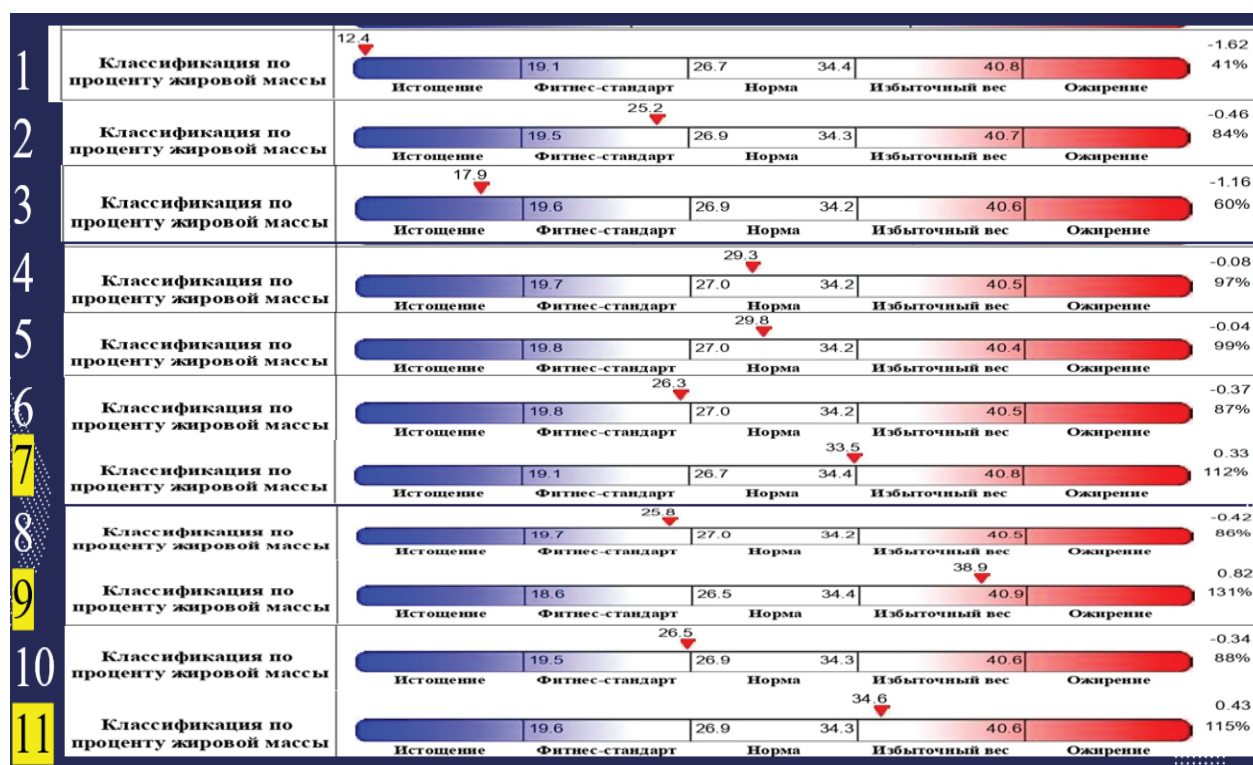 12.4 -1.62
1 Классификация по проценту жировой массы 19.1 26.7 34.4 40.8 41%
Истощение Фитнес-стандарт Норма Избыточный вес Ожирение
25.2 -0.46
2 Классификация по проценту жировой массы 19.5 26.9 34.3 40.7 84%
Истощение Фитнес-стандарт Норма Избыточный вес Ожирение
17.9 -1.16
3 Классификация по проценту жировой массы 19.6 26.9 34.2 40.6 60%
Истощение Фитнес-стандарт Норма Избыточный вес Ожирение
29.3 -0.08
4 Классификация по проценту жировой массы 19.7 27.0 34.2 40.5 97%
Истощение Фитнес-стандарт Норма Избыточный вес Ожирение
29.8 -0.04
5 Классификация по проценту жировой массы 19.8 27.0 34.2 40.4 99%
Истощение Фитнес-стандарт Норма Избыточный вес Ожирение
26.3 -0.37
6 Классификация по проценту жировой массы 19.8 27.0 34.2 40.5 87%
Истощение Фитнес-стандарт Норма Избыточный вес Ожирение
33.5 0.33
7 Классификация по проценту жировой массы 19.1 26.7 34.4 40.8 112%
Истощение Фитнес-стандарт Норма Избыточный вес Ожирение
25.8 -0.42
8 Классификация по проценту жировой массы 19.7 27.0 34.2 40.5 86%
Истощение Фитнес-стандарт Норма Избыточный вес Ожирение
38.9 0.82
9 Классификация по проценту жировой массы 18.6 26.5 34.4 40.9 131%
Истощение Фитнес-стандарт Норма Избыточный вес Ожирение
26.5 -0.34
10 Классификация по проценту жировой массы 19.5 26.9 34.3 40.6 88%
Истощение Фитнес-стандарт Норма Избыточный вес Ожирение
34.6 0.43
11 Классификация по проценту жировой массы 19.6 26.9 34.3 40.6 115%
Истощение Фитнес-стандарт Норма Избыточный вес Ожирение